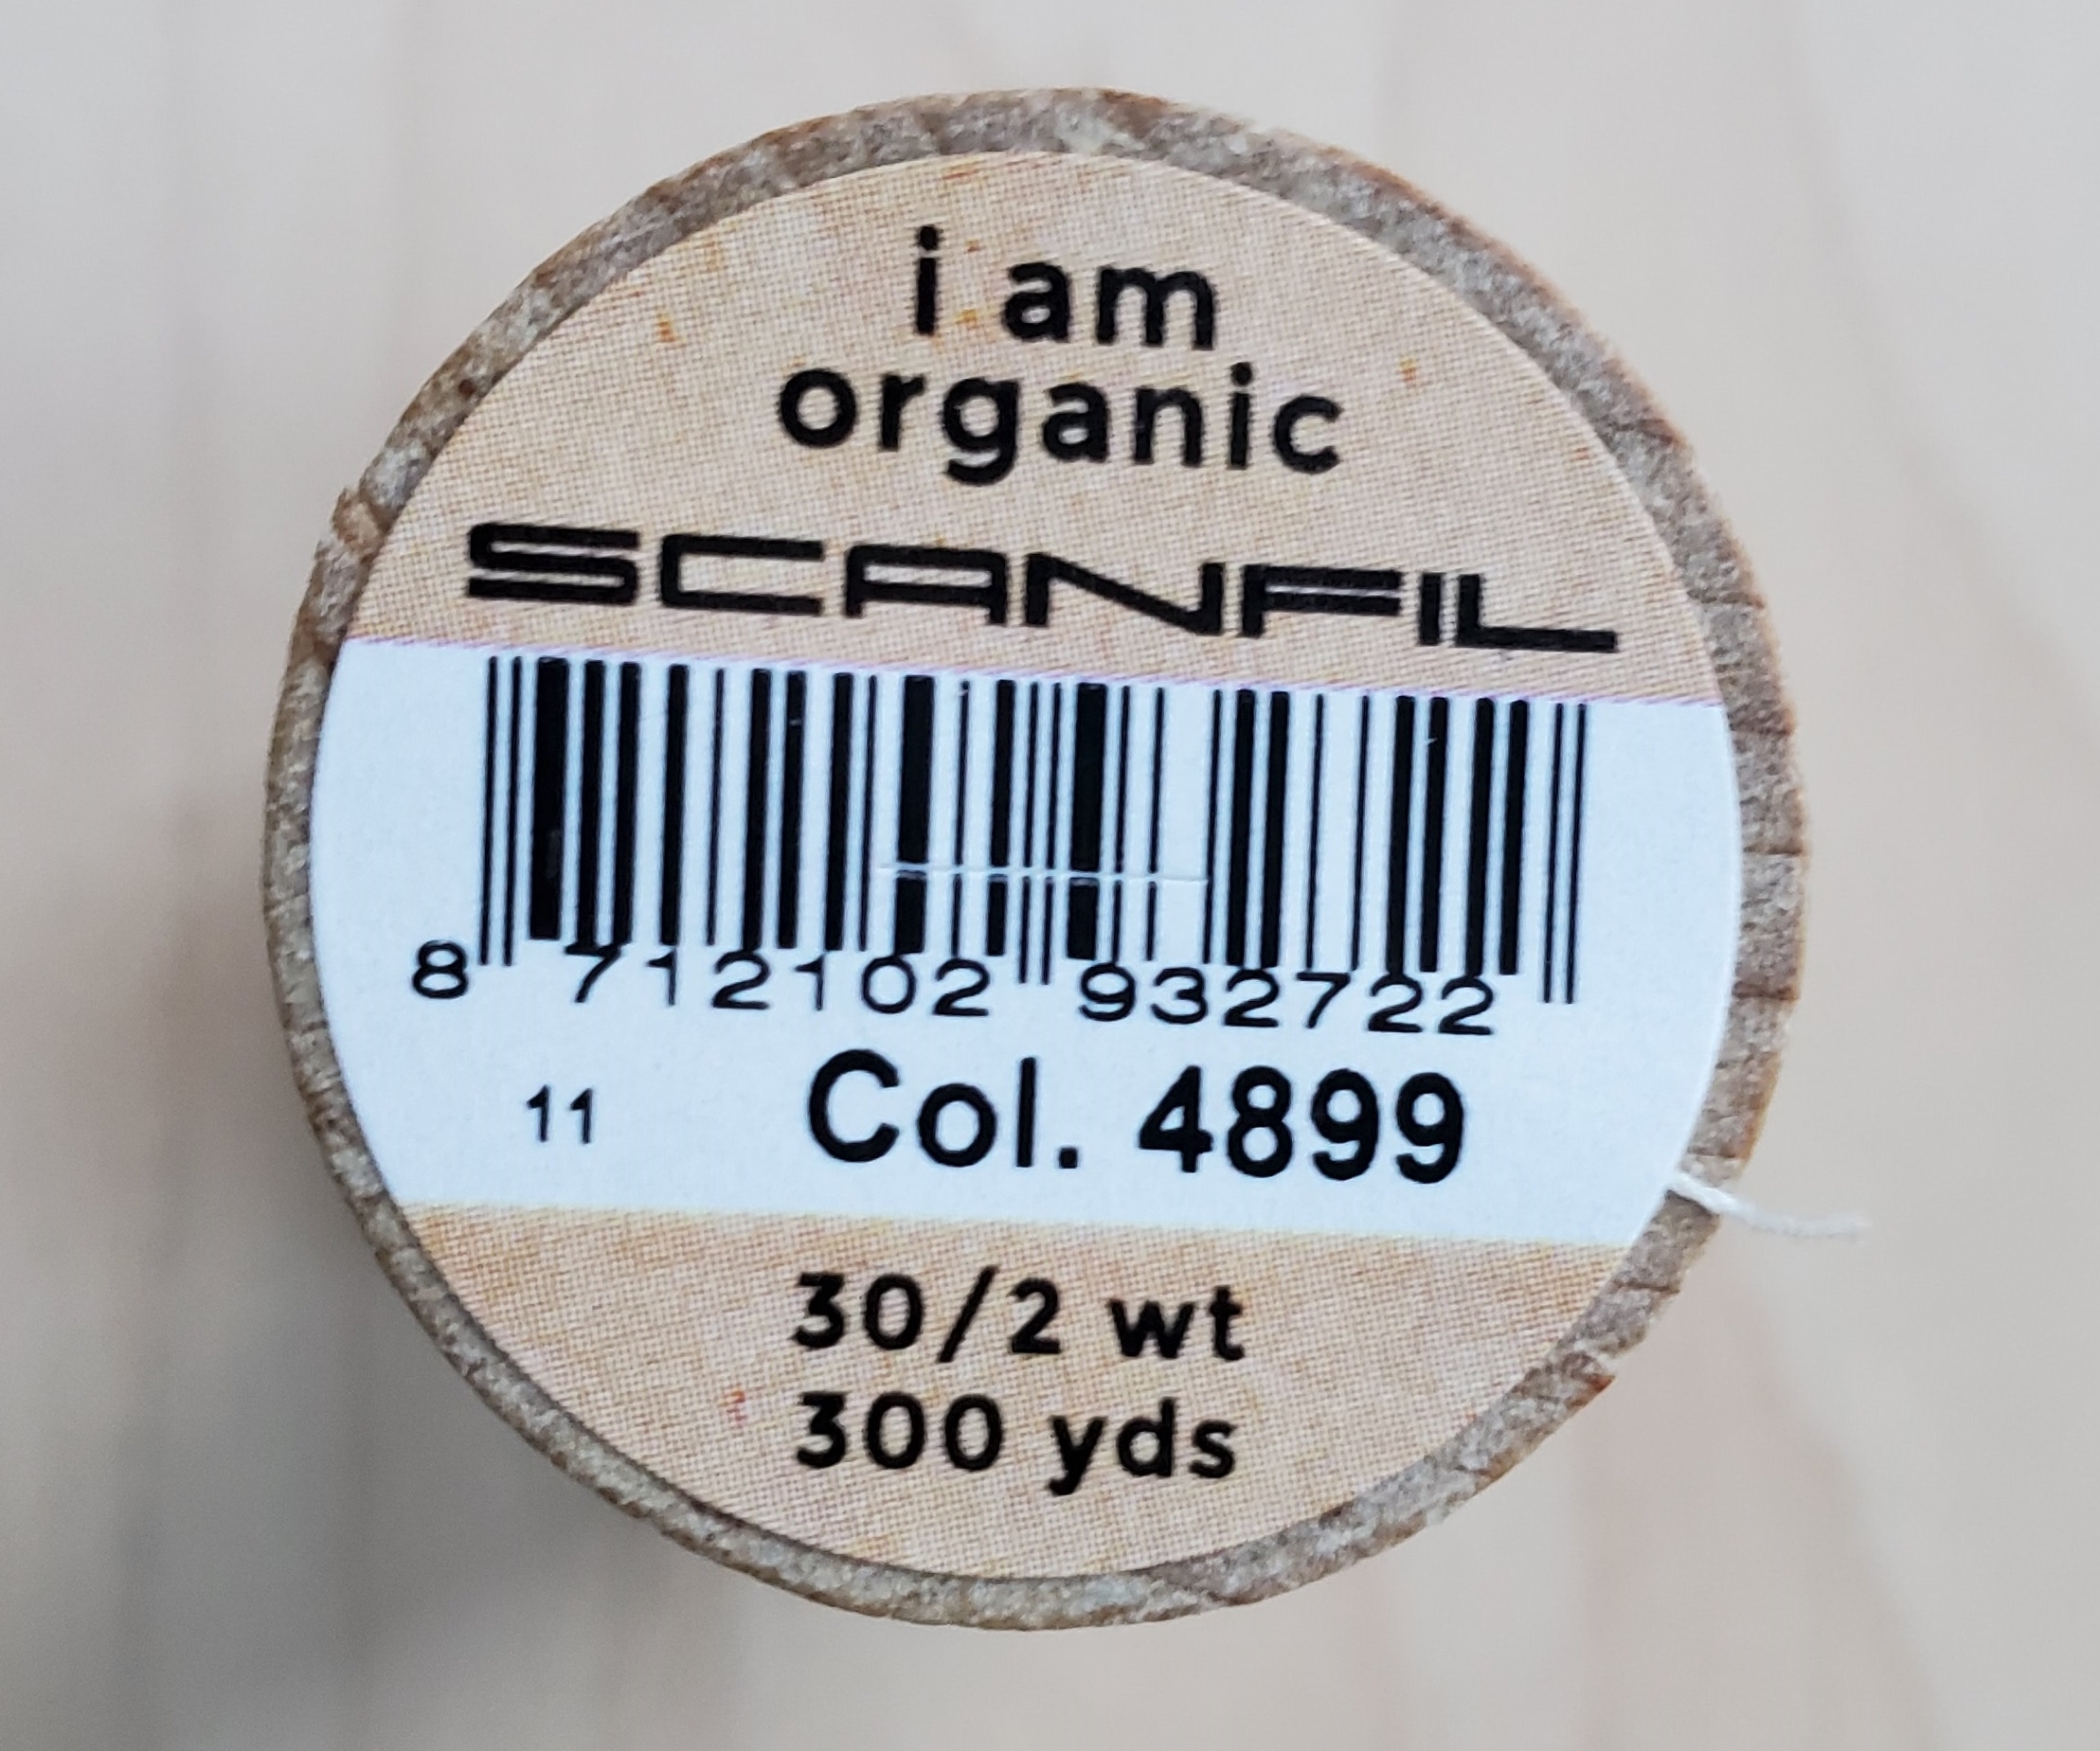 i am
organic
SCANFIL
8 712102 932722
11 Col. 4899
30/2 wt
300 yds